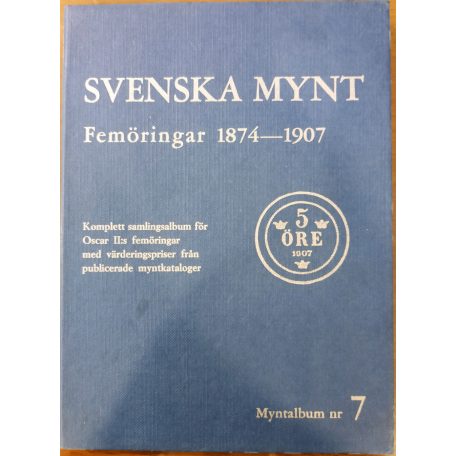 SVENSKA MYNT
Femöringar 1874—1907
Komplett samlingsalbum för
Oscar II:s femöringar
med värderingspriser från
publicerade myntkataloger
5
ÖRE
1907
Myntalbum nr 7